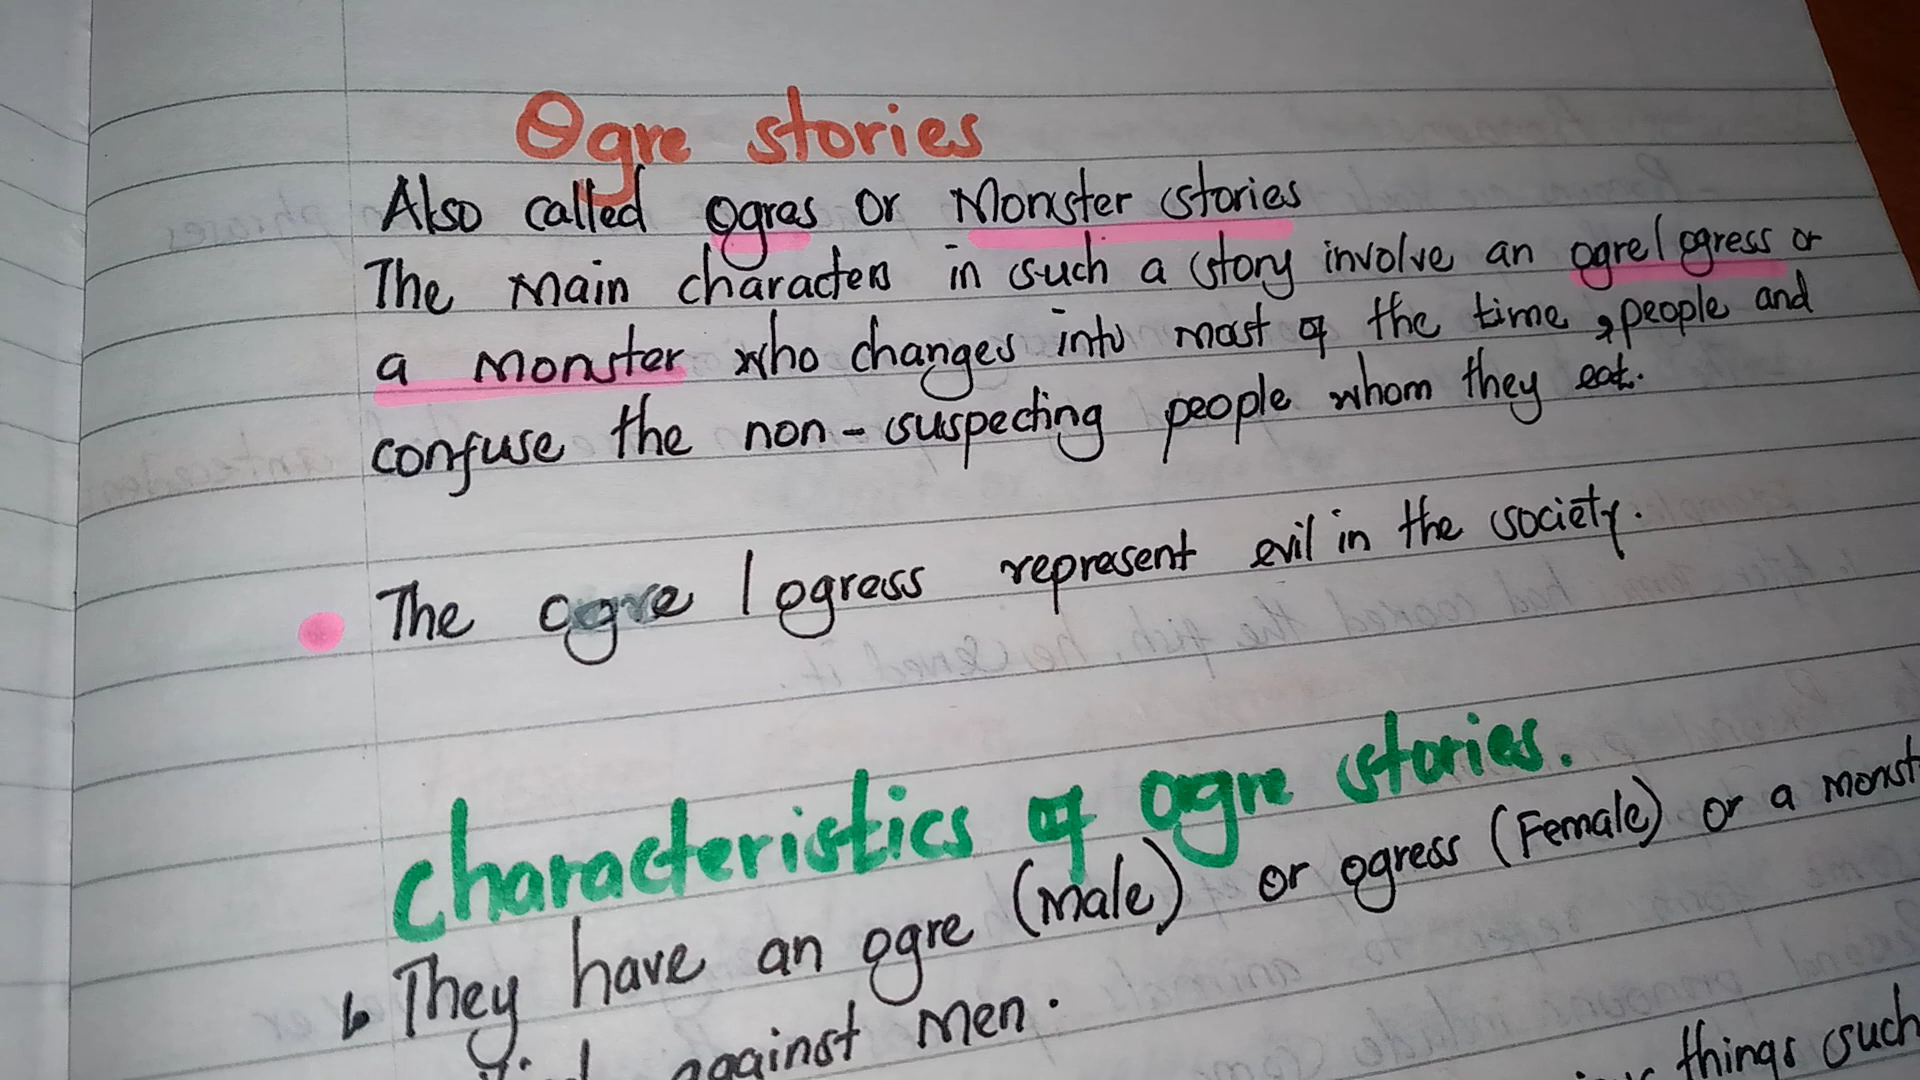 Ogre stories
Also called ogres or Monster stories
The main characters in such a story involve an ogre/ogress or
a monster who changes into most of the time, people and
confuse the non-suspecting people whom they eat.
The ogre / ogress represent evil in the society.
Characteristics of ogre stories.
They have an ogre (male) or ogress (Female) or a monst
against men.
things such